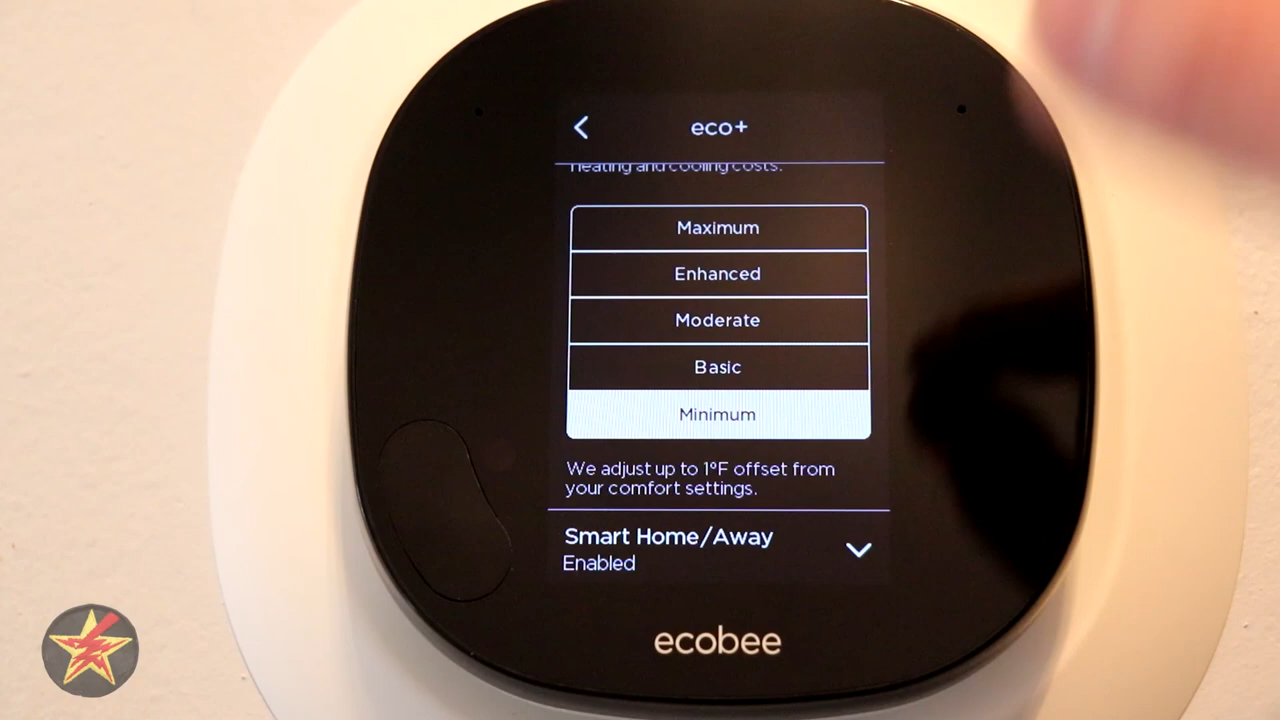 eco+
heating and cooling costs.
Maximum
Enhanced
Moderate
Basic
Minimum
We adjust up to 1°F offset from
your comfort settings.
Smart Home/Away
Enabled
ecobee